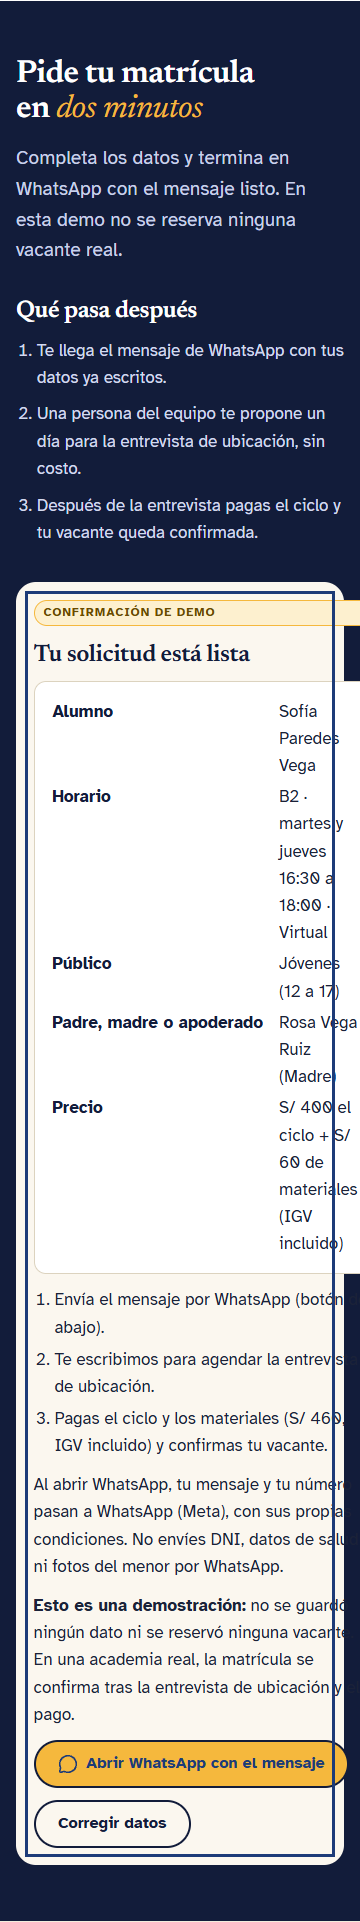 Pide tu matrícula
en dos minutos
Completa los datos y termina en
WhatsApp con el mensaje listo. En
esta demo no se reserva ninguna
vacante real.
Qué pasa después
1. Te llega el mensaje de WhatsApp con tus
datos ya escritos.
2. Una persona del equipo te propone un
día para la entrevista de ubicación, sin
costo.
3. Después de la entrevista pagas el ciclo y
tu vacante queda confirmada.
CONFIRMACIÓN DE DEMO
Tu solicitud está lista
Alumno Sofía
Paredes
Vega
Horario B2 ·
martes y
jueves
16:30 a
18:00 ·
Virtual
Público Jóvenes
(12 a 17)
Padre, madre o apoderado Rosa Vega
Ruiz
(Madre)
Precio S/ 400 el
ciclo + S/
60 de
materiales
(IGV
incluido)
1. Envía el mensaje por WhatsApp (botón
abajo).
2. Te escribimos para agendar la entrevis
de ubicación.
3. Pagas el ciclo y los materiales (S/ 460,
IGV incluido) y confirmas tu vacante.
Al abrir WhatsApp, tu mensaje y tu número
pasan a WhatsApp (Meta), con sus propia
condiciones. No envíes DNI, datos de salud
ni fotos del menor por WhatsApp.
Esto es una demostración: no se guardó
ningún dato ni se reservó ninguna vacante.
En una academia real, la matrícula se
confirma tras la entrevista de ubicación y
pago.
Abrir WhatsApp con el mensaje
Corregir datos